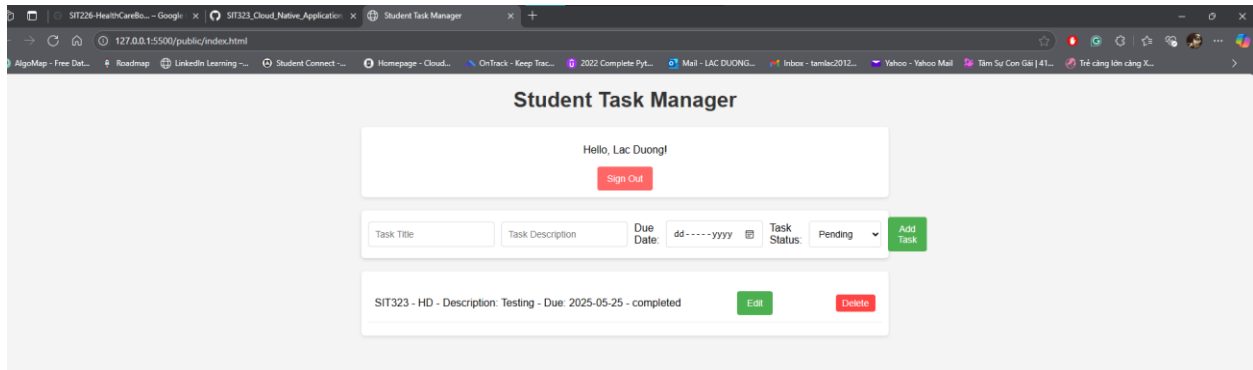 SIT226-HealthCareBo... – Google
SIT323_Cloud_Native_Application
Student Task Manager
127.0.0.1:5500/public/index.html
AlgoMap - Free Dat...
Roadmap
LinkedIn Learning –...
Student Connect –...
Homepage - Cloud...
OnTrack - Keep Trac...
2022 Complete Pyt...
Mail - LAC DUONG...
Inbox - tamlac2012...
Yahoo - Yahoo Mail
Tâm Sự Con Gái | 41...
Trẻ càng lớn càng X...
Student Task Manager
Hello, Lac Duong!
Sign Out
Task Title
Task Description
Due
Date:
dd-----yyyy
Task
Status:
Pending
Add
Task
SIT323 - HD - Description: Testing - Due: 2025-05-25 - completed
Edit
Delete